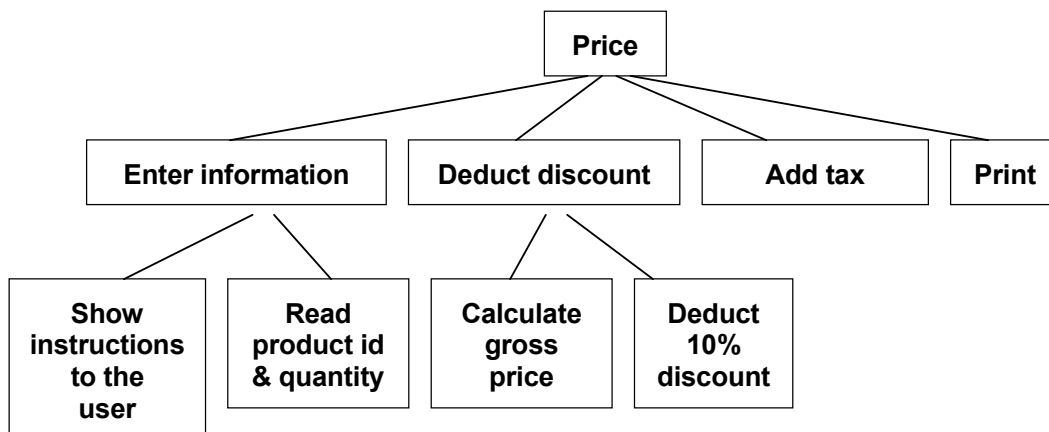 Price
Enter information
Deduct discount
Add tax
Print
Show
instructions
to the
user
Read
product id
& quantity
Calculate
gross
price
Deduct
10%
discount